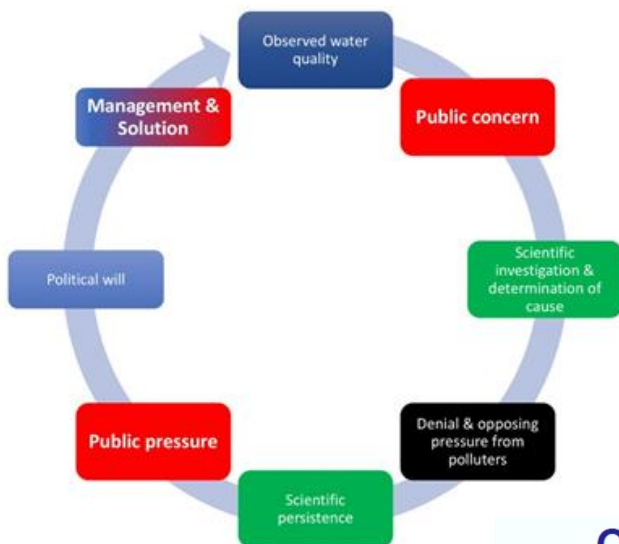 Observed water
quality
Public concern
Scientific
investigation &
determination of
cause
Denial & opposing
pressure from
polluters
Scientific
persistence
Public pressure
Political will
Management &
Solution